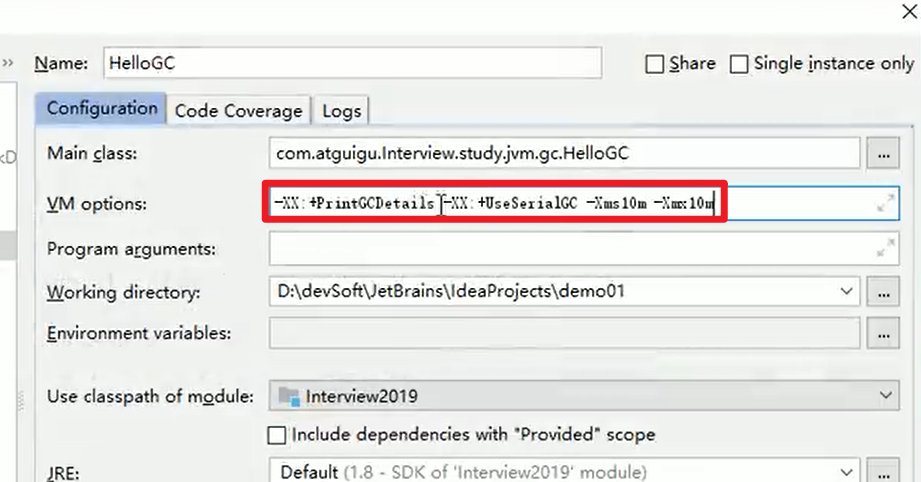 Name: HelloGC Share Single instance only
Configuration Code Coverage Logs
Main class: com.atguigu.Interview.study.jvm.gc.HelloGC ...
VM options: -XX:+PrintGCDetails -XX:+UseSerialGC -Xms10m -Xmx10m
Program arguments:
Working directory: D:\devSoft\JetBrains\IdeaProjects\demo01 ...
Environment variables: ...
Use classpath of module: Interview2019
Include dependencies with "Provided" scope
JRE: Default (1.8 - SDK of 'Interview2019' module) ...